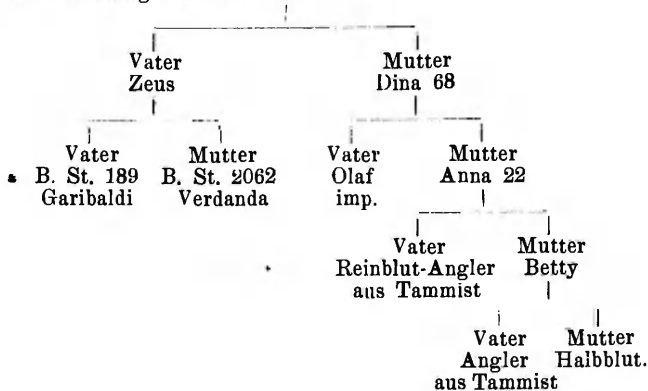 Vater Mutter
Zeus Dina 68
Vater Mutter Vater Mutter
B. St. 189 B. St. 2062 Olaf Anna 22
Garibaldi Verdanda imp.
Vater Mutter
Reinblut-Angler Betty
aus Tammist
Vater Mutter
Angler Halbblut.
aus Tammist